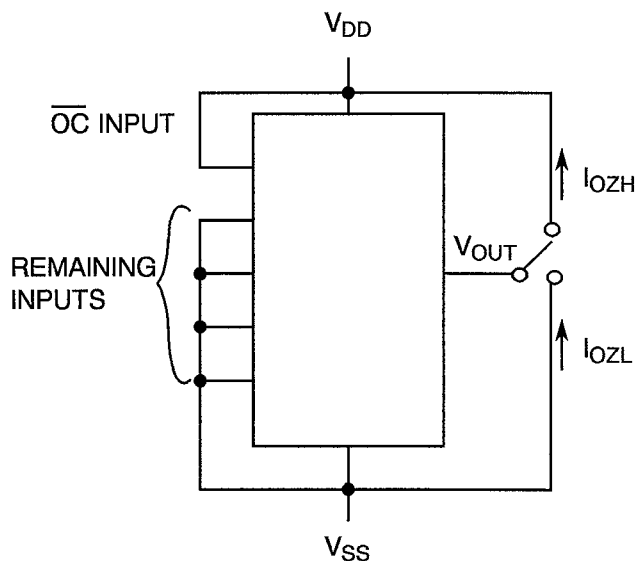 VDD
OC INPUT
IOZH
VOUT
REMAINING
INPUTS
IOZL
VSS